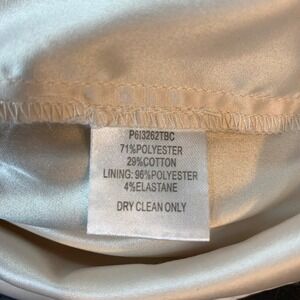 P6I3262TBC
71%POLYESTER
29%COTTON
LINING: 96%POLYESTER
4%ELASTANE
DRY CLEAN ONLY